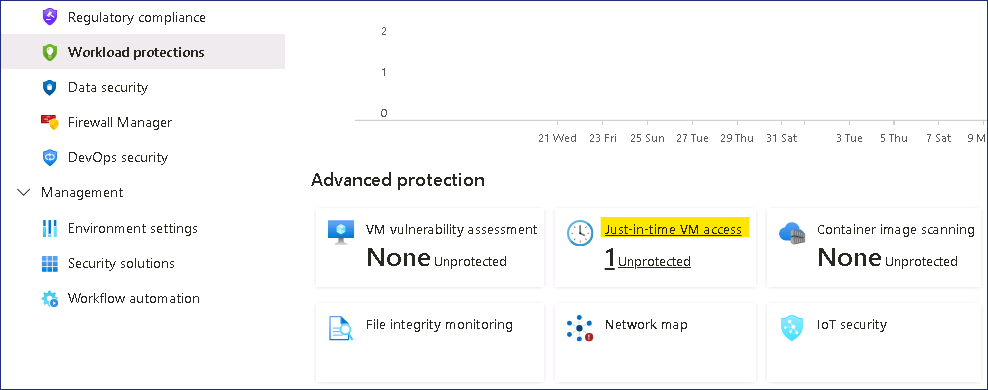 Regulatory compliance
Workload protections
Data security
Firewall Manager
DevOps security
Management
Environment settings
Security solutions
Workflow automation
2
1
0
21 Wed 23 Fri 25 Sun 27 Tue 29 Thu 31 Sat 3 Tue 5 Thu 7 Sat 9 M
Advanced protection
VM vulnerability assessment
None Unprotected
Just-in-time VM access
1 Unprotected
Container image scanning
None Unprotected
File integrity monitoring
Network map
IoT security